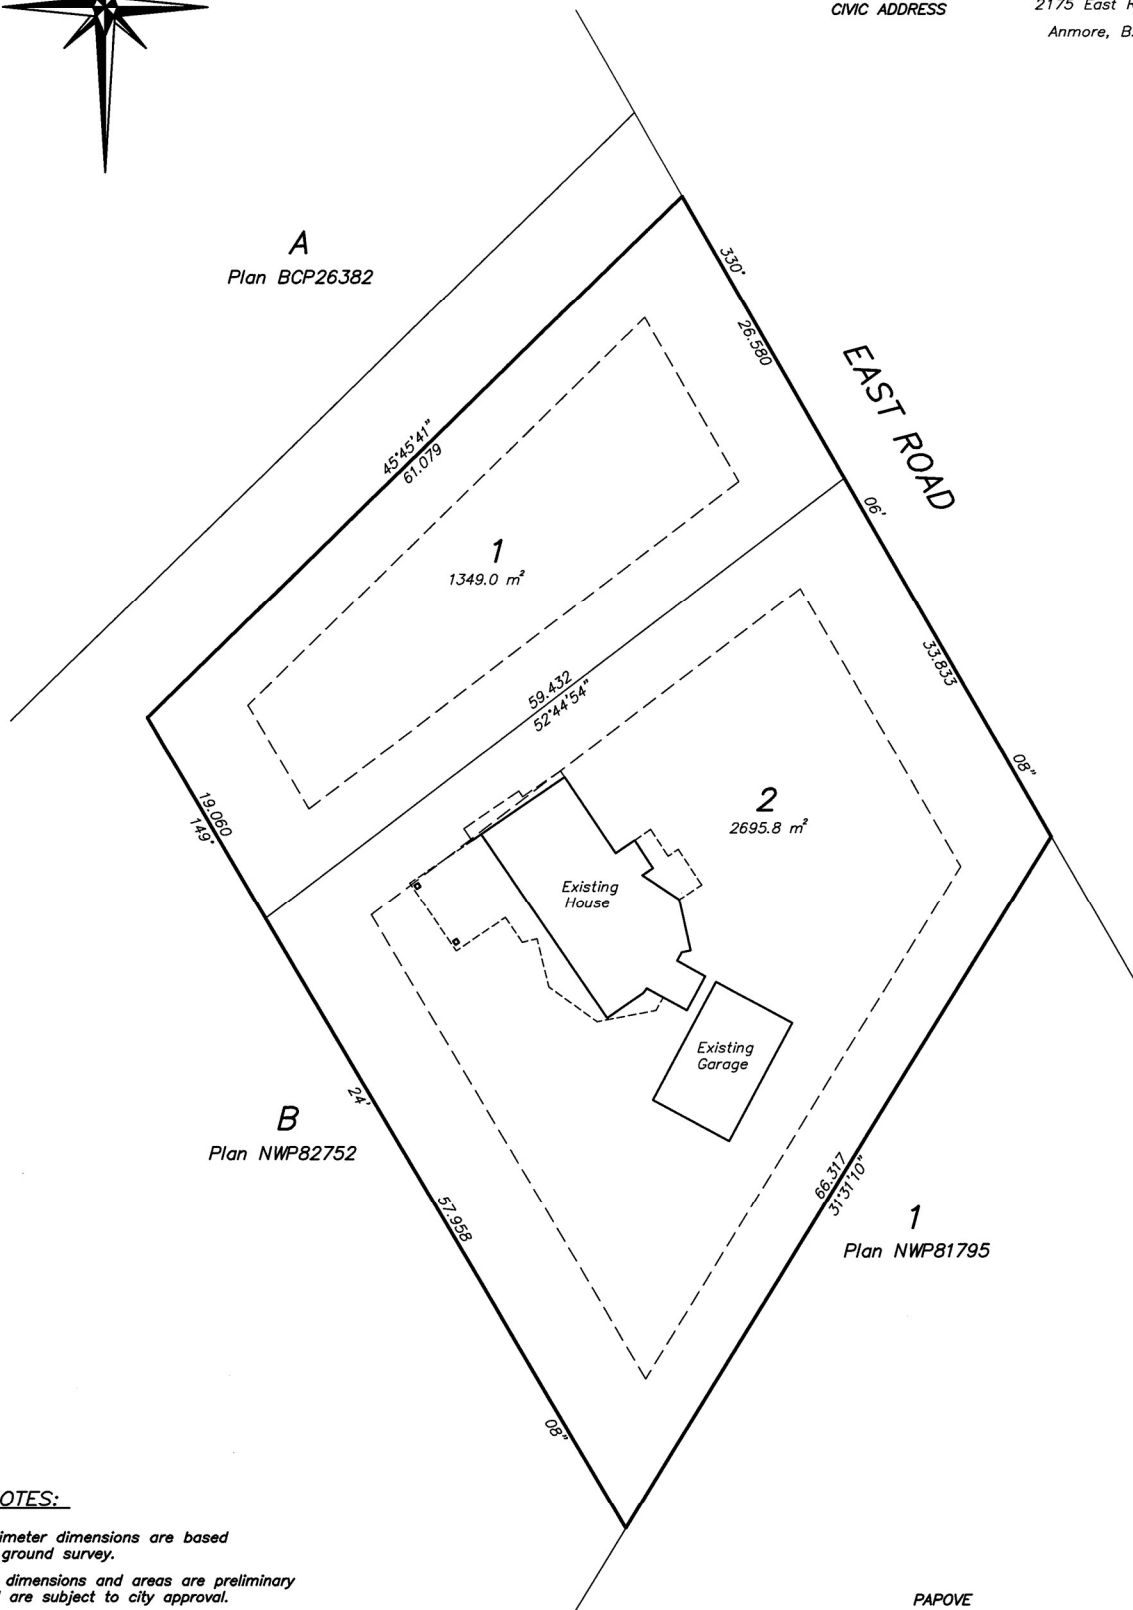 CIVIC ADDRESS
2175 East
Anmore,
A
Plan BCP26382
330°
26.580
EAST ROAD
06'
33.833
08"
45°45'41"
61.079
1
1349.0 m²
59.432
52°44'54"
2
2695.8 m²
19.060
149°
Existing
House
Existing
Garage
24'
B
Plan NWP82752
57.958
08"
66.317
31°31'10"
1
Plan NWP81795
OTES:
imeter dimensions are based
ground survey.
dimensions and areas are preliminary
are subject to city approval.
PAPOVE